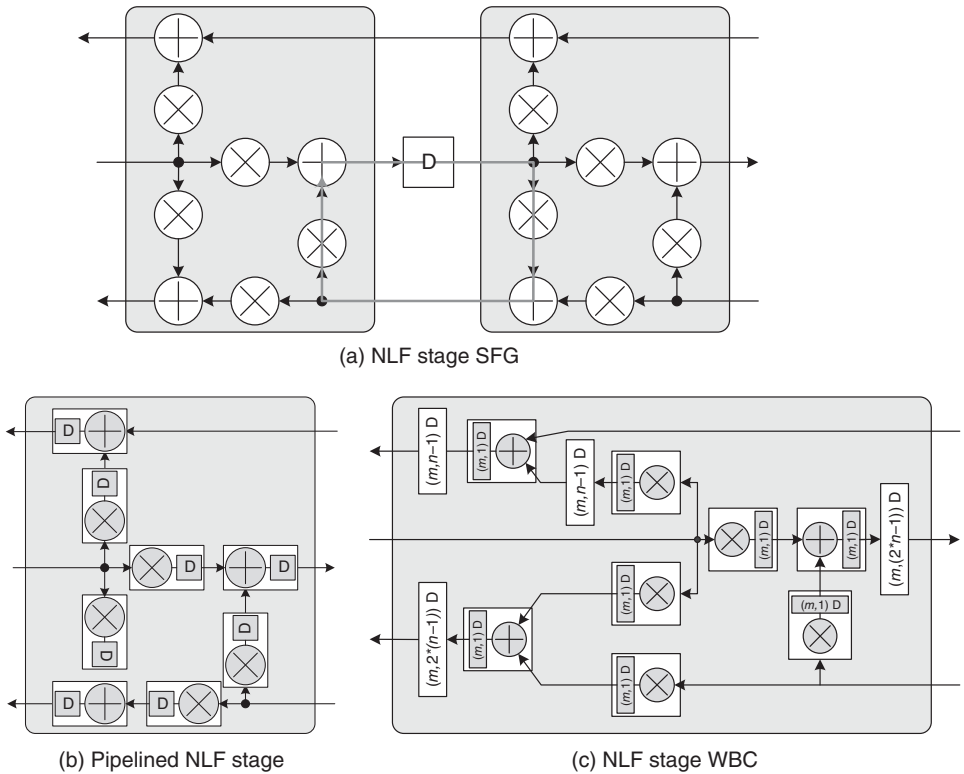 D
(a) NLF stage SFG
D
D
D
D
D
D
D
D
(b) Pipelined NLF stage
(m,n−1) D
(m,1) D
(m,n−1) D
(m,1) D
(m,1) D
(m,1) D
(m,(2*n−1)) D
(m,2*(n−1)) D
(m,1) D
(m,1) D
(m,1) D
(m,1) D
(c) NLF stage WBC